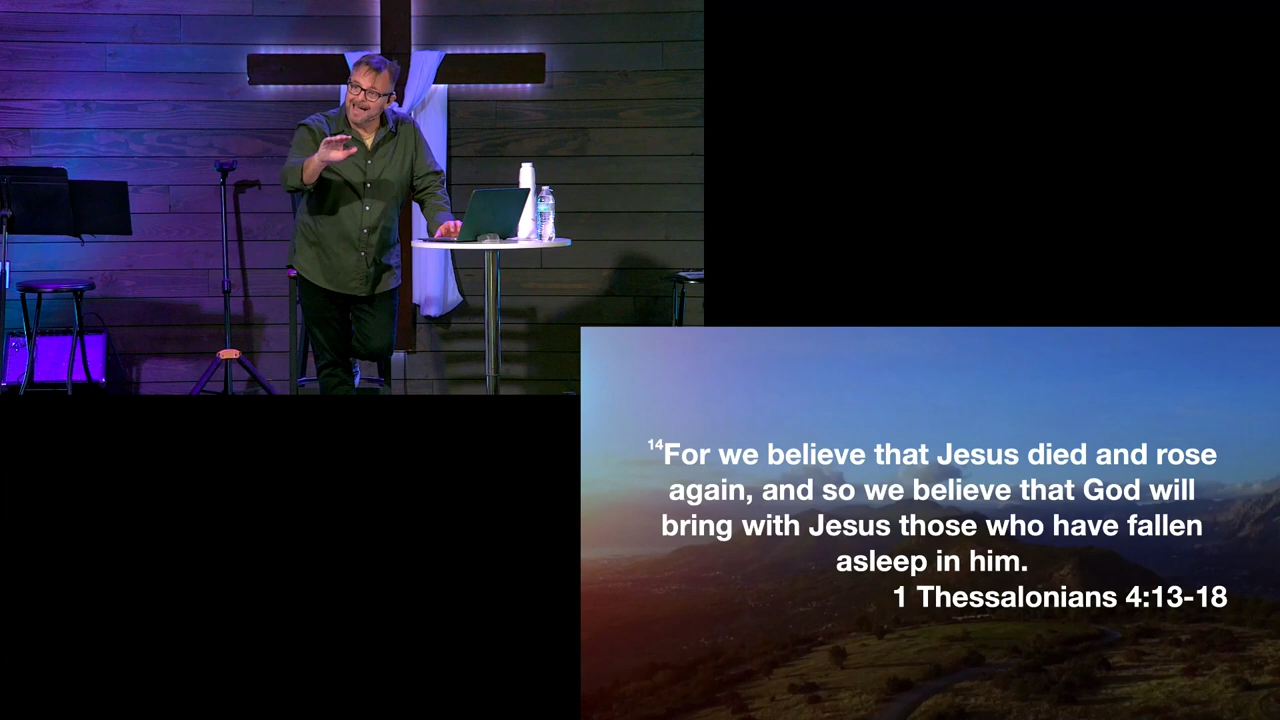 ¹⁴For we believe that Jesus died and rose
again, and so we believe that God will
bring with Jesus those who have fallen
asleep in him.
1 Thessalonians 4:13-18